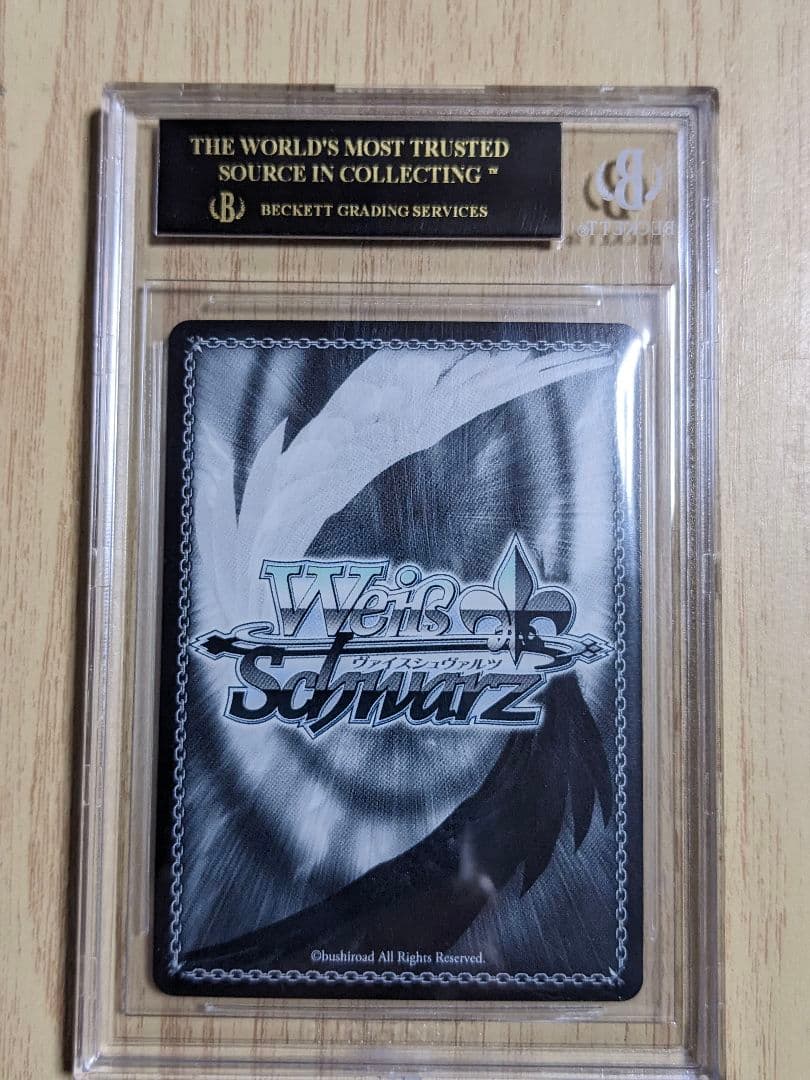 THE WORLD'S MOST TRUSTED
SOURCE IN COLLECTING ™
B BECKETT GRADING SERVICES
B
BECKETT®
Weiß
ヴァイスシュヴァルツ
Schwarz
©bushiroad All Rights Reserved.